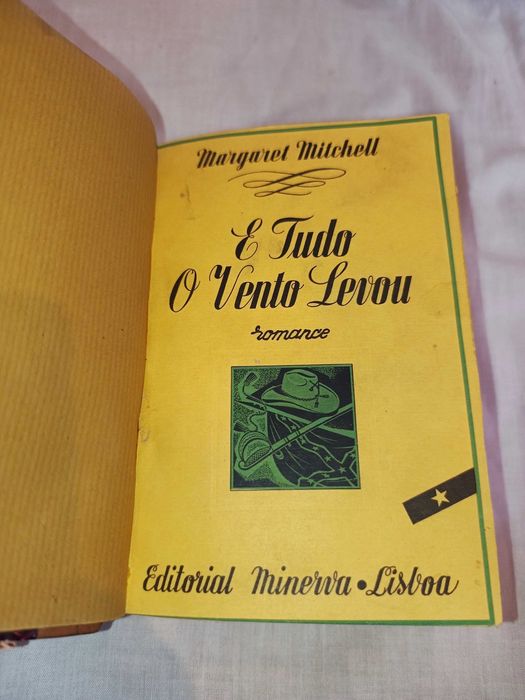 Margaret Mitchell
E Tudo
O Vento Levou
romance
Editorial Minerva • Lisboa